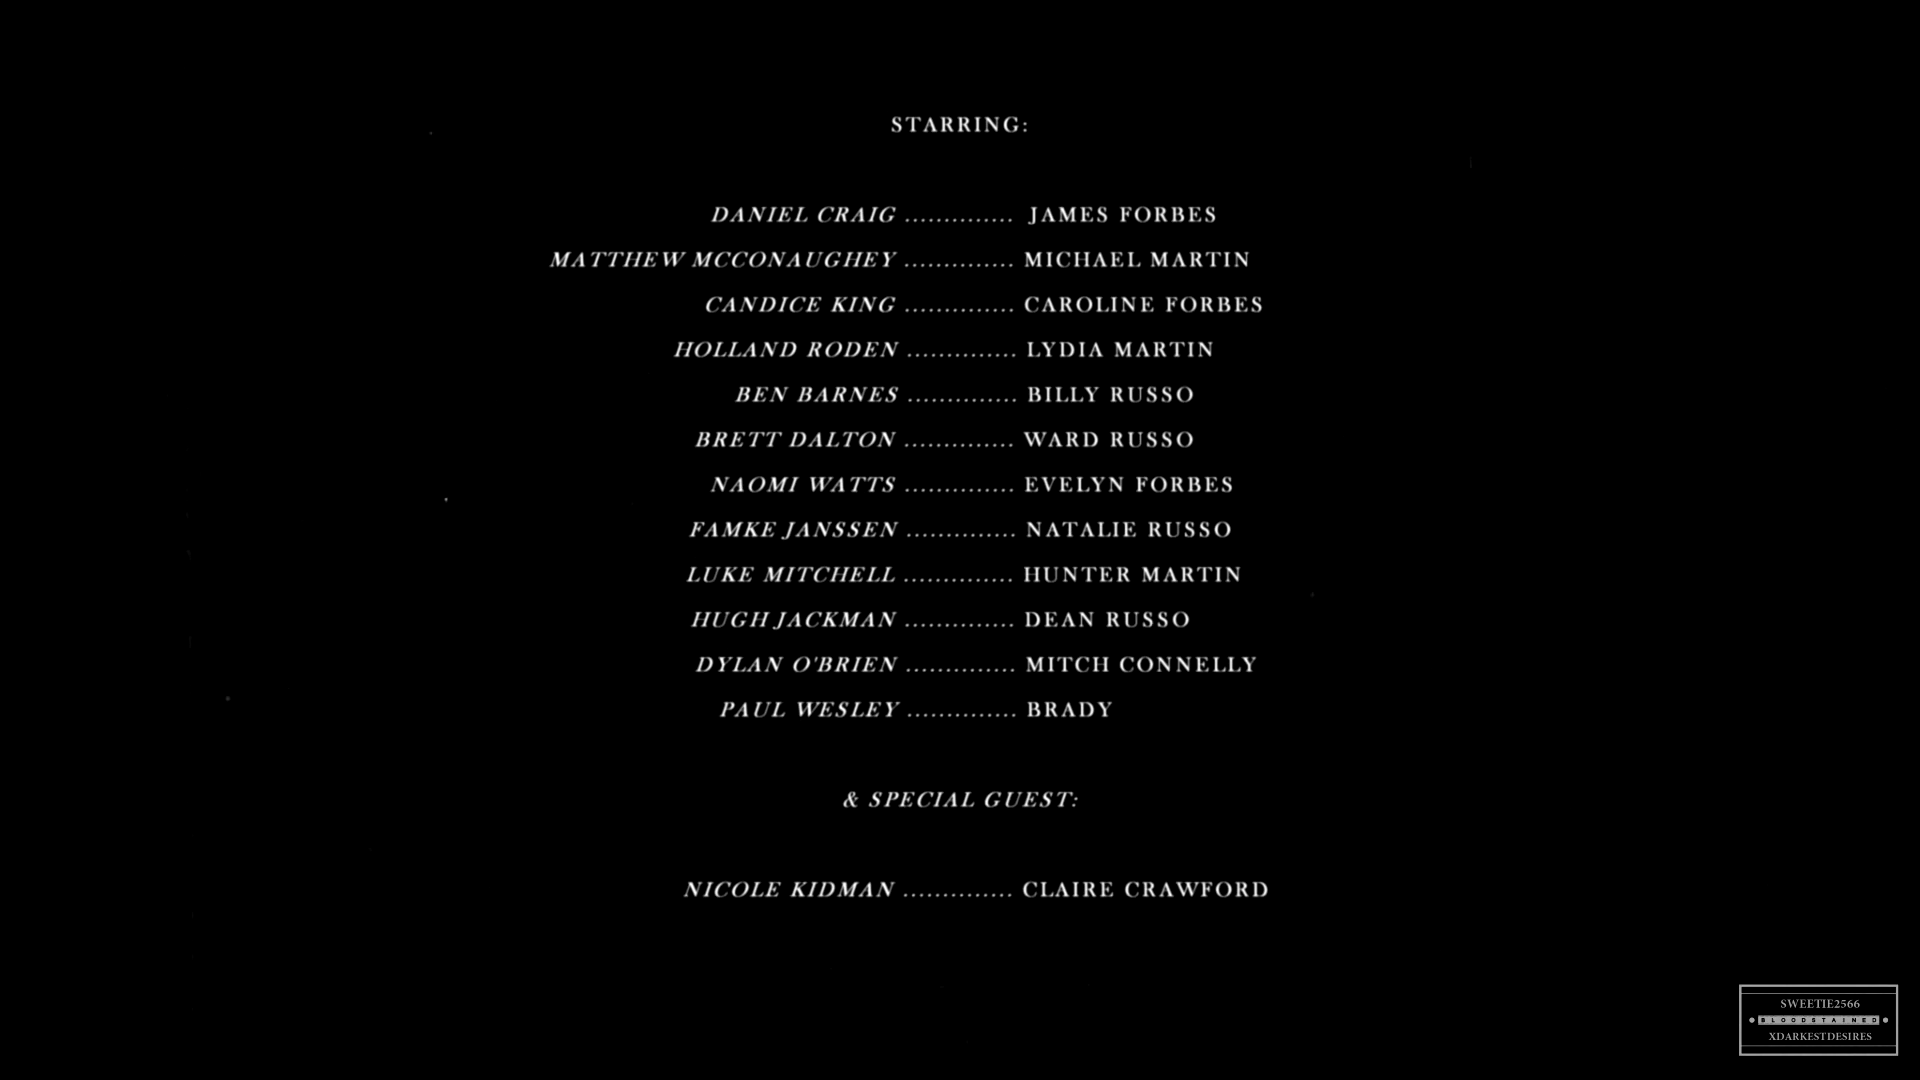 STARRING:
DANIEL CRAIG .............. JAMES FORBES
MATTHEW MCCONAUGHEY .............. MICHAEL MARTIN
CANDICE KING .............. CAROLINE FORBES
HOLLAND RODEN .............. LYDIA MARTIN
BEN BARNES .............. BILLY RUSSO
BRETT DALTON .............. WARD RUSSO
NAOMI WATTS .............. EVELYN FORBES
FAMKE JANSSEN .............. NATALIE RUSSO
LUKE MITCHELL .............. HUNTER MARTIN
HUGH JACKMAN .............. DEAN RUSSO
DYLAN O'BRIEN .............. MITCH CONNELLY
PAUL WESLEY .............. BRADY
& SPECIAL GUEST:
NICOLE KIDMAN .............. CLAIRE CRAWFORD
SWEETIE2566
BLOODSTAINED
XDARKESTDESIRES